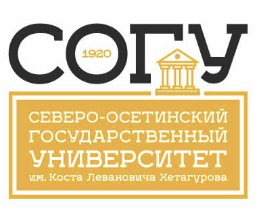 СОГУ
1920
СЕВЕРО-ОСЕТИНСКИЙ
ГОСУДАРСТВЕННЫЙ
УНИВЕРСИТЕТ
им. Коста Левановича Хетагурова